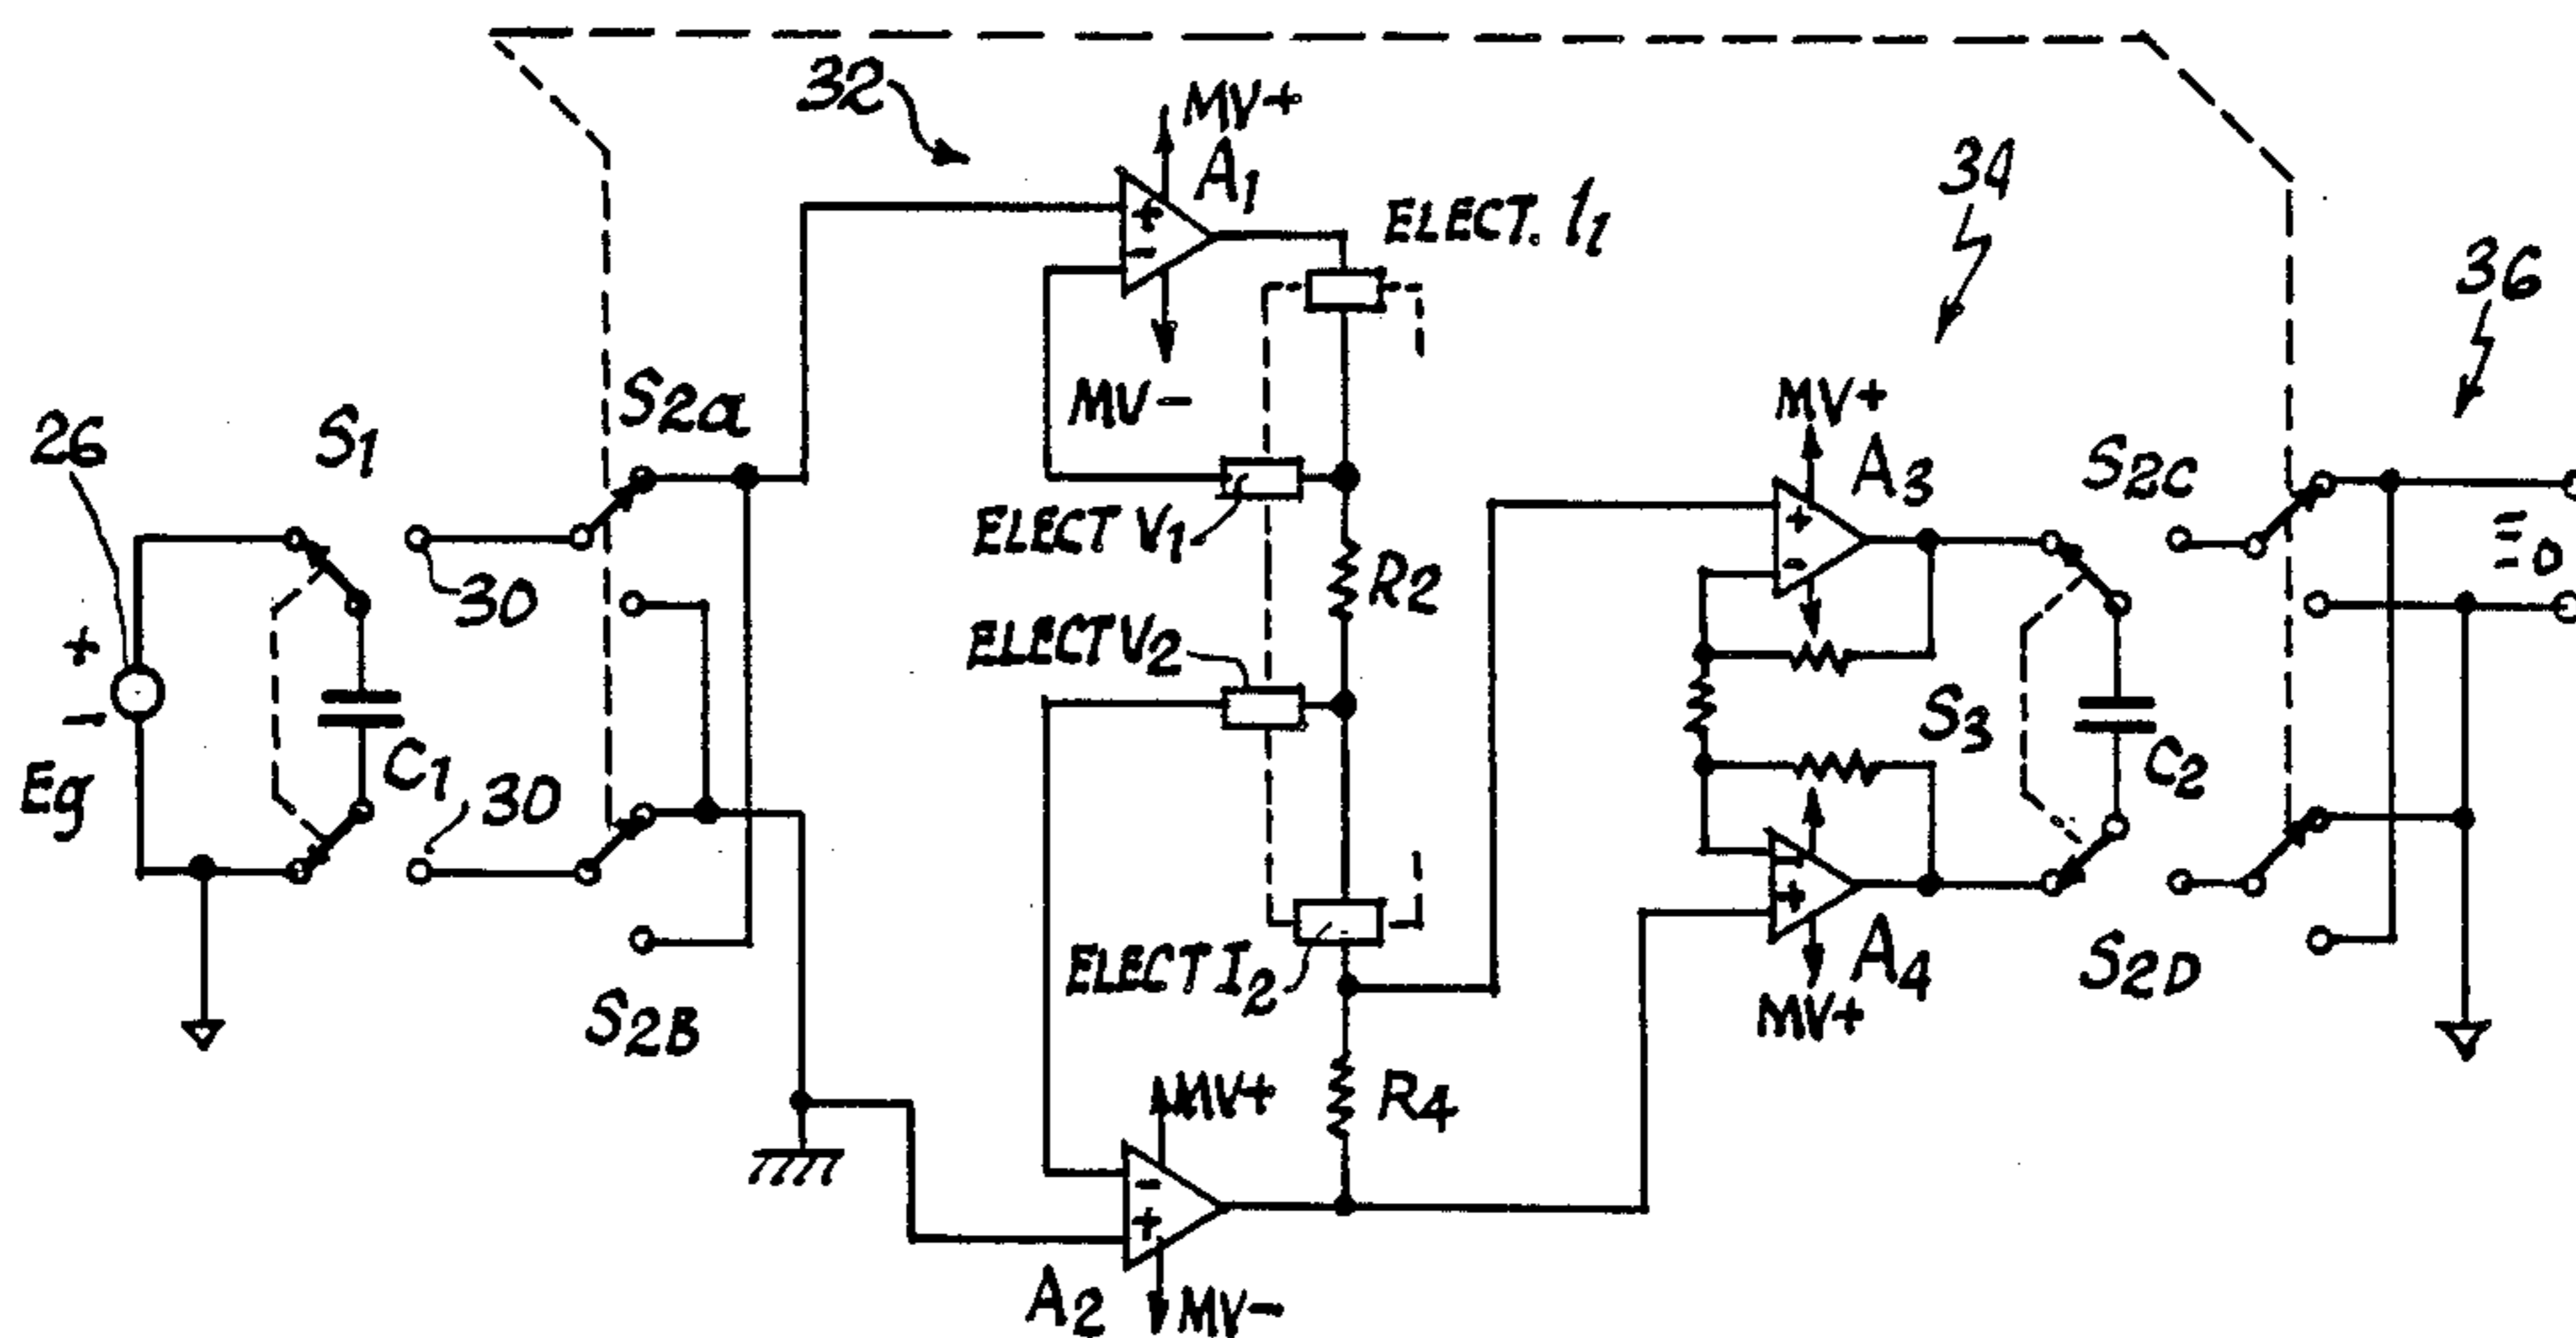 32
MV+
A1
ELECT. I1
34
36
MV-
26
S1
S2a
MV+
A3
S2C
ELECT V1
R2
30
+
-
Eg
C1
30
ELECT V2
S3
C2
S2B
ELECT I2
A4
MV+
S2D
MV+
R4
A2
MV-
+
-
+
-
-
+
-
+